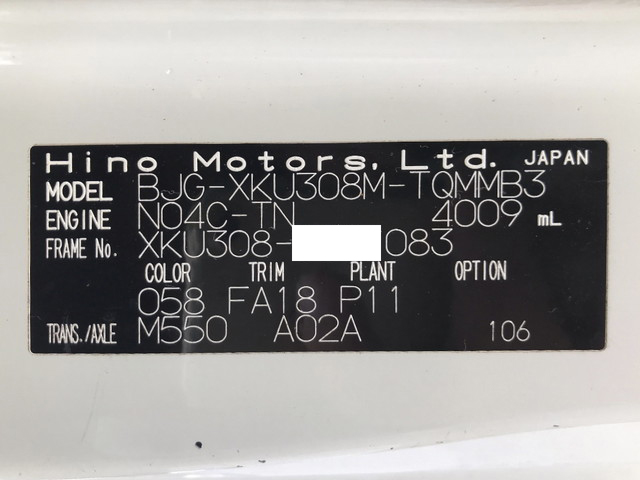 Hino Motors, Ltd. JAPAN
MODEL BJG-XKU308M-TQMMB3
ENGINE N04C-TN 4009 mL
FRAME No. XKU308- 083
COLOR TRIM PLANT OPTION
058 FA18 P11
TRANS./AXLE M550 A02A 106